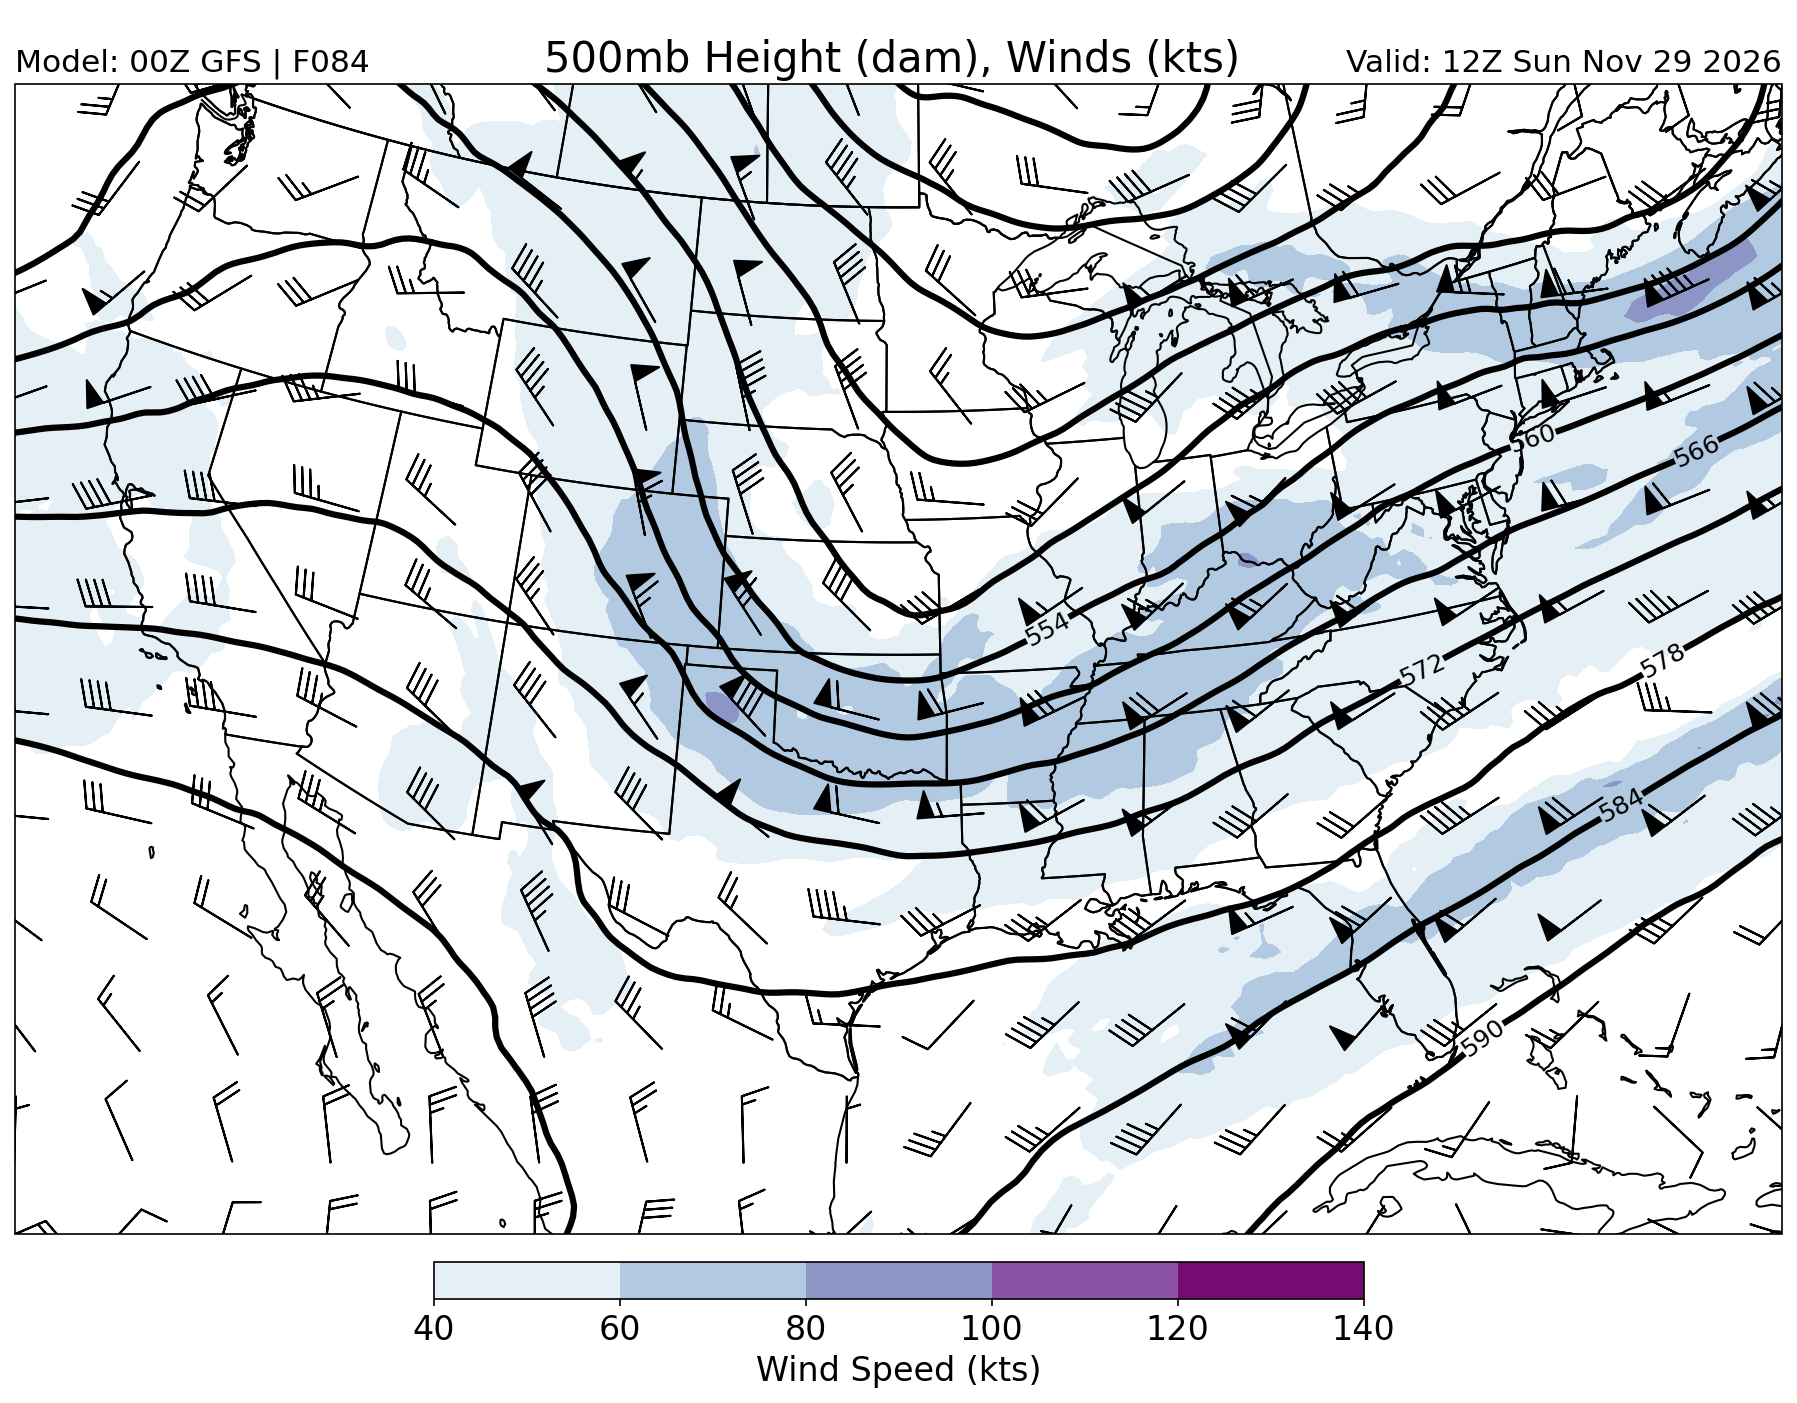 Model: 00Z GFS | F084
500mb Height (dam), Winds (kts)
Valid: 12Z Sun Nov 29 2026
560
566
554
572
578
584
590
40 60 80 100 120 140
Wind Speed (kts)